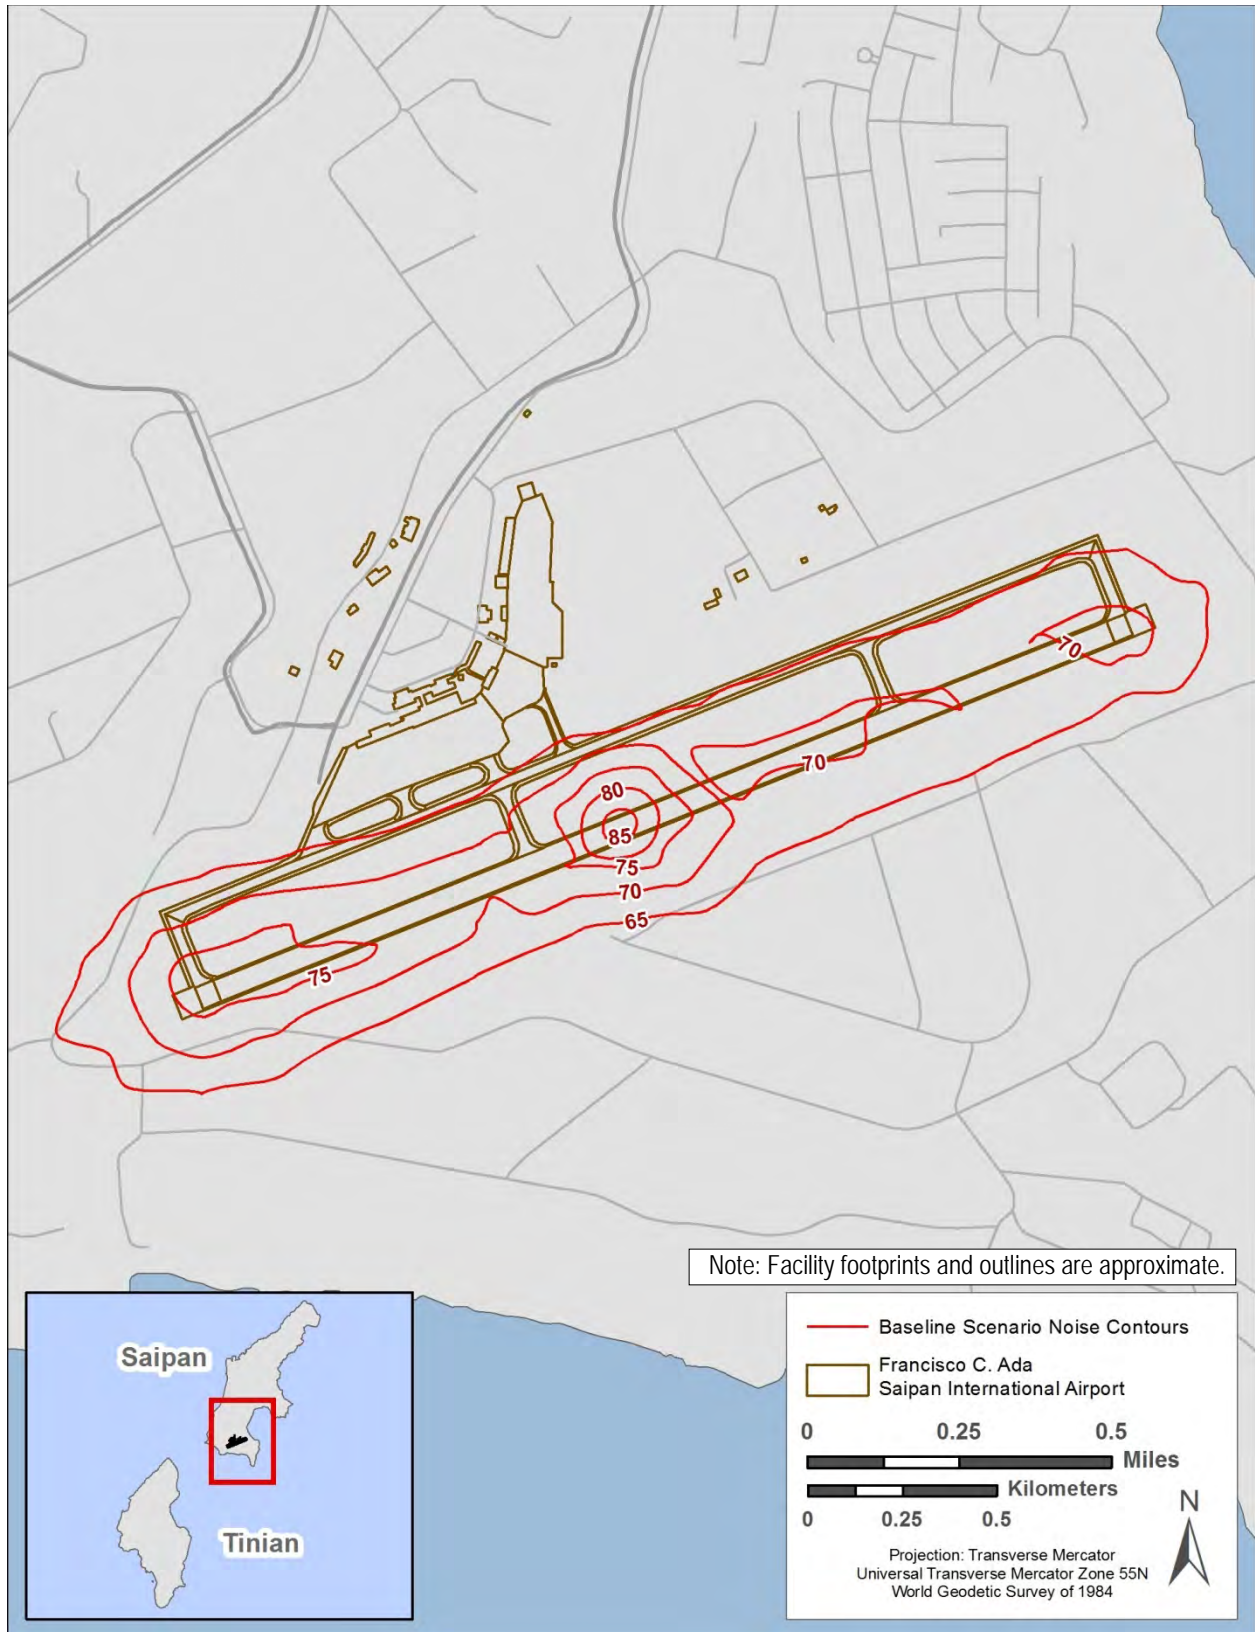 70
70
80
85
75
70
65
75
Note: Facility footprints and outlines are approximate.
Saipan
Tinian
Baseline Scenario Noise Contours
Francisco C. Ada
Saipan International Airport
0 0.25 0.5
Miles
Kilometers
0 0.25 0.5
N
Projection: Transverse Mercator
Universal Transverse Mercator Zone 55N
World Geodetic Survey of 1984